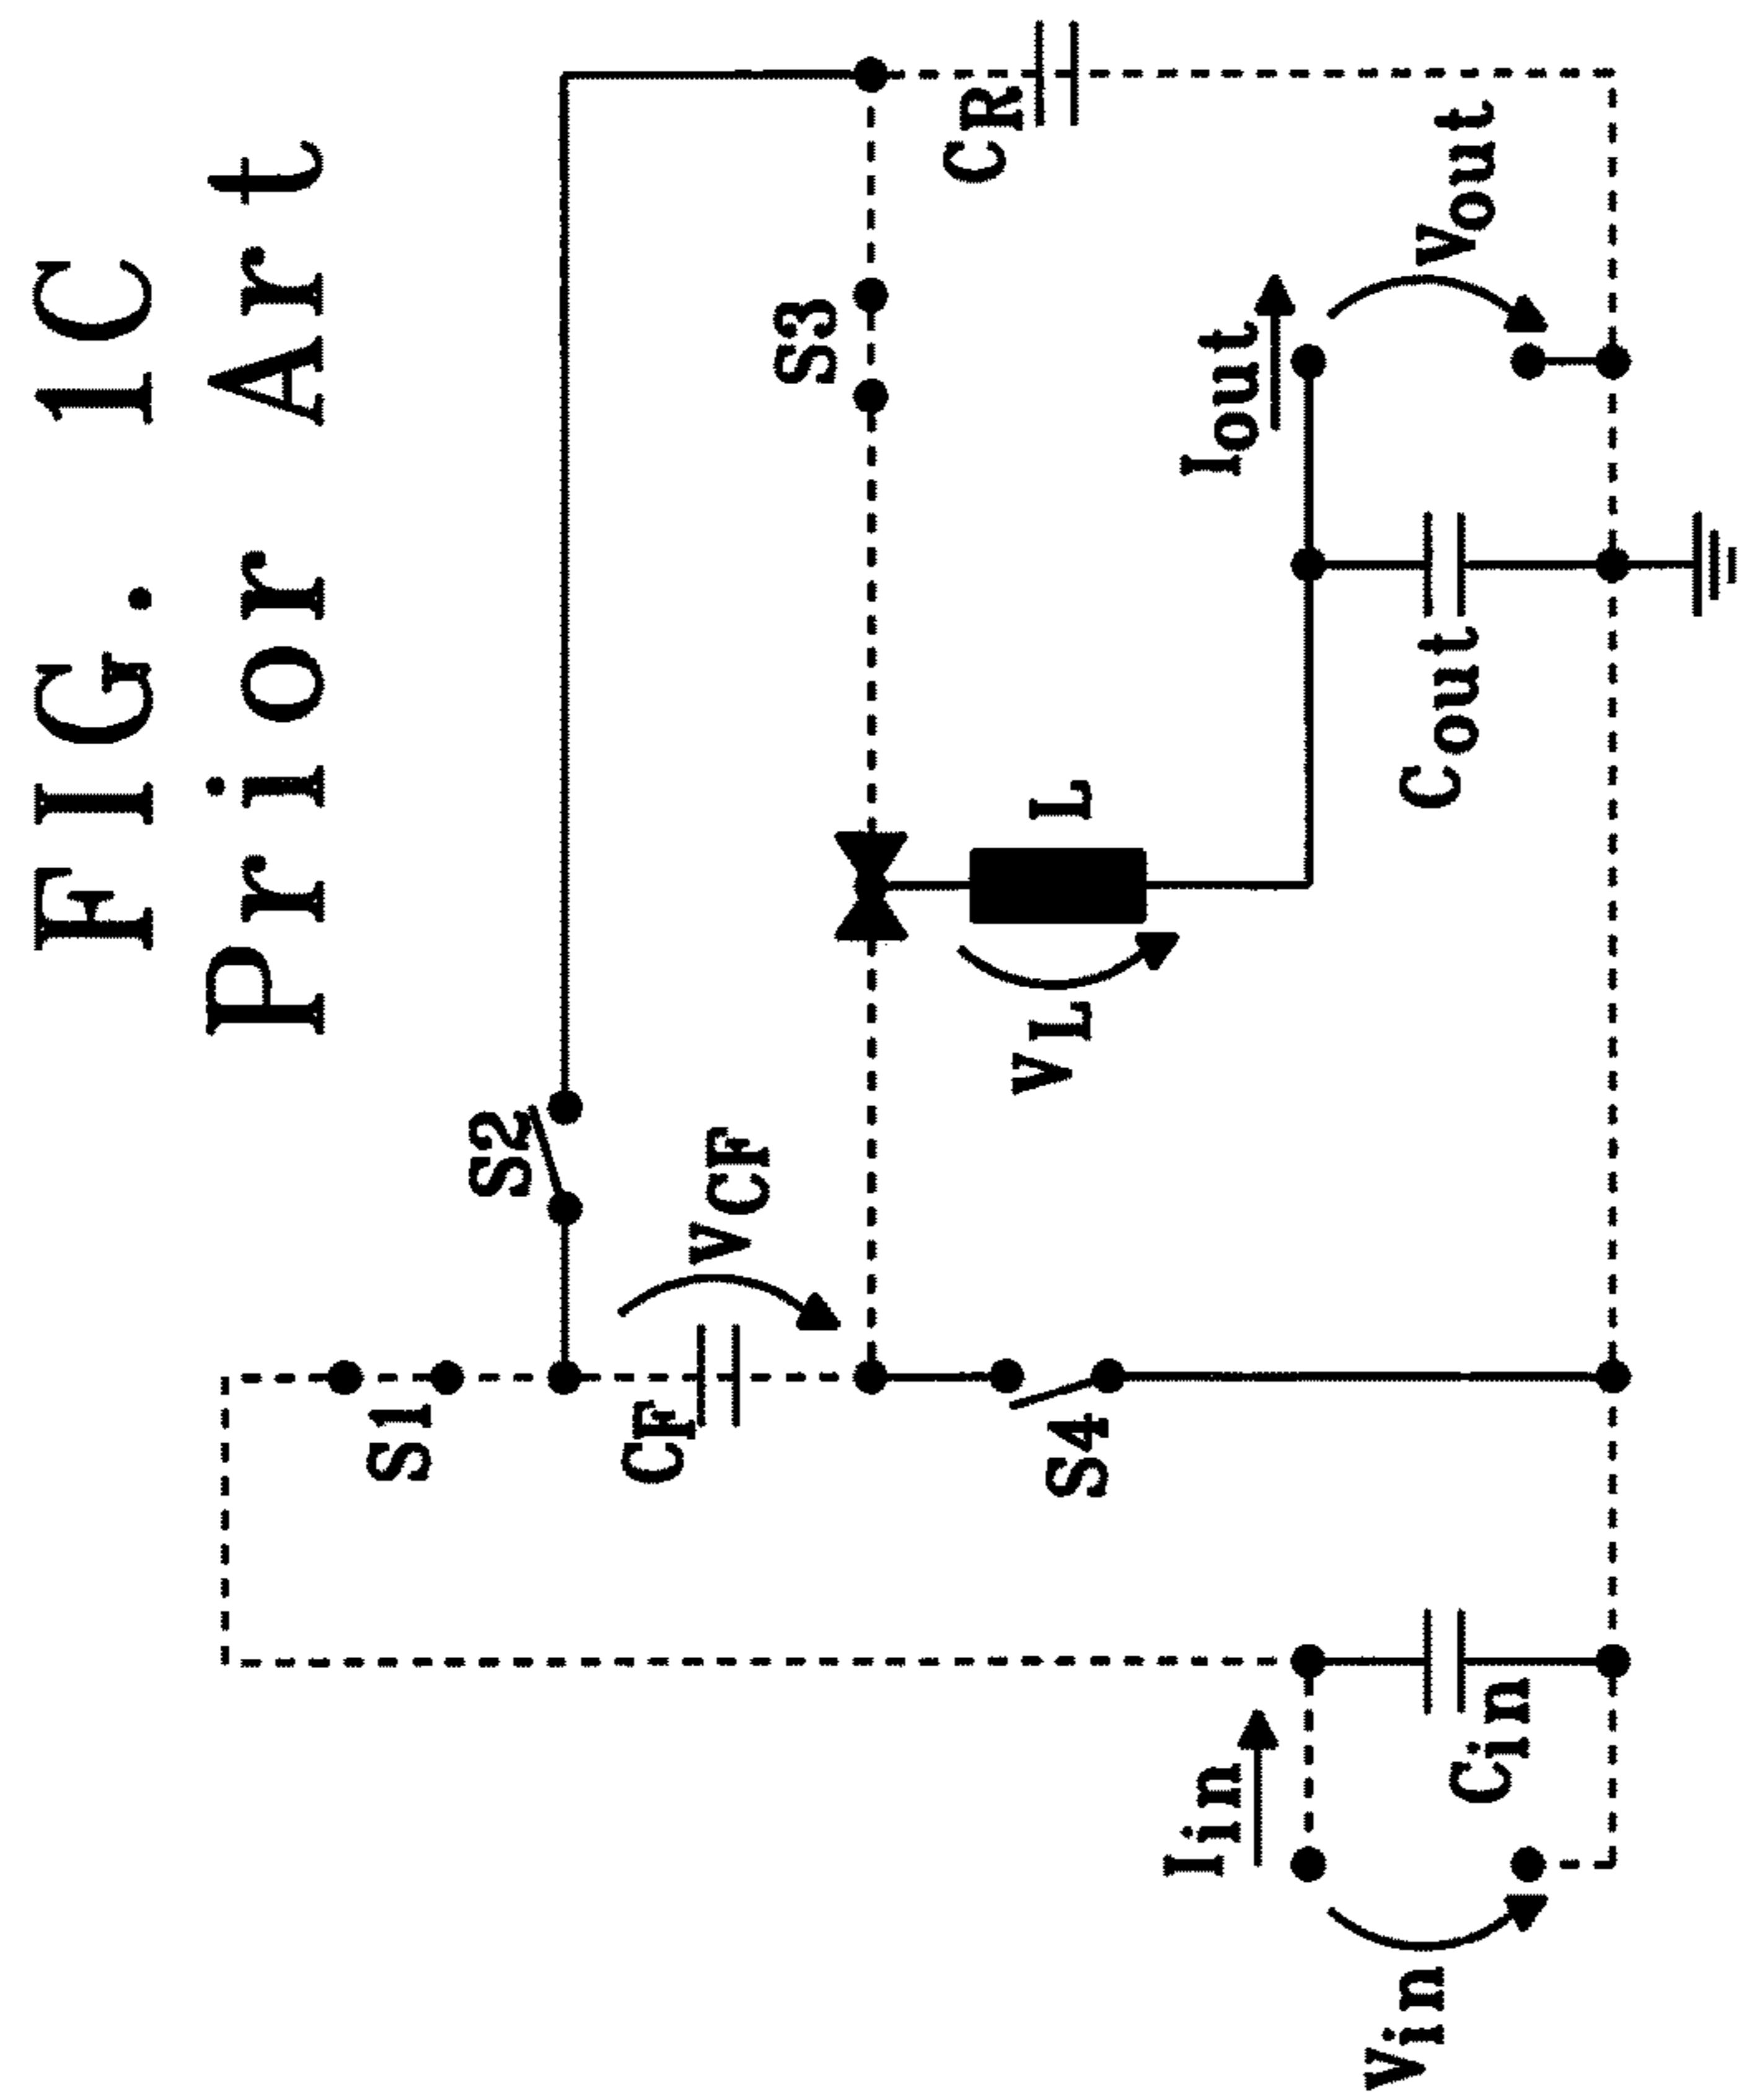 FIG. 1C
Prior Art
S1
S2
CF
VCF
S3
CR
S4
VL
L
Iin
Iout
Vin
Cin
Cout
Vout